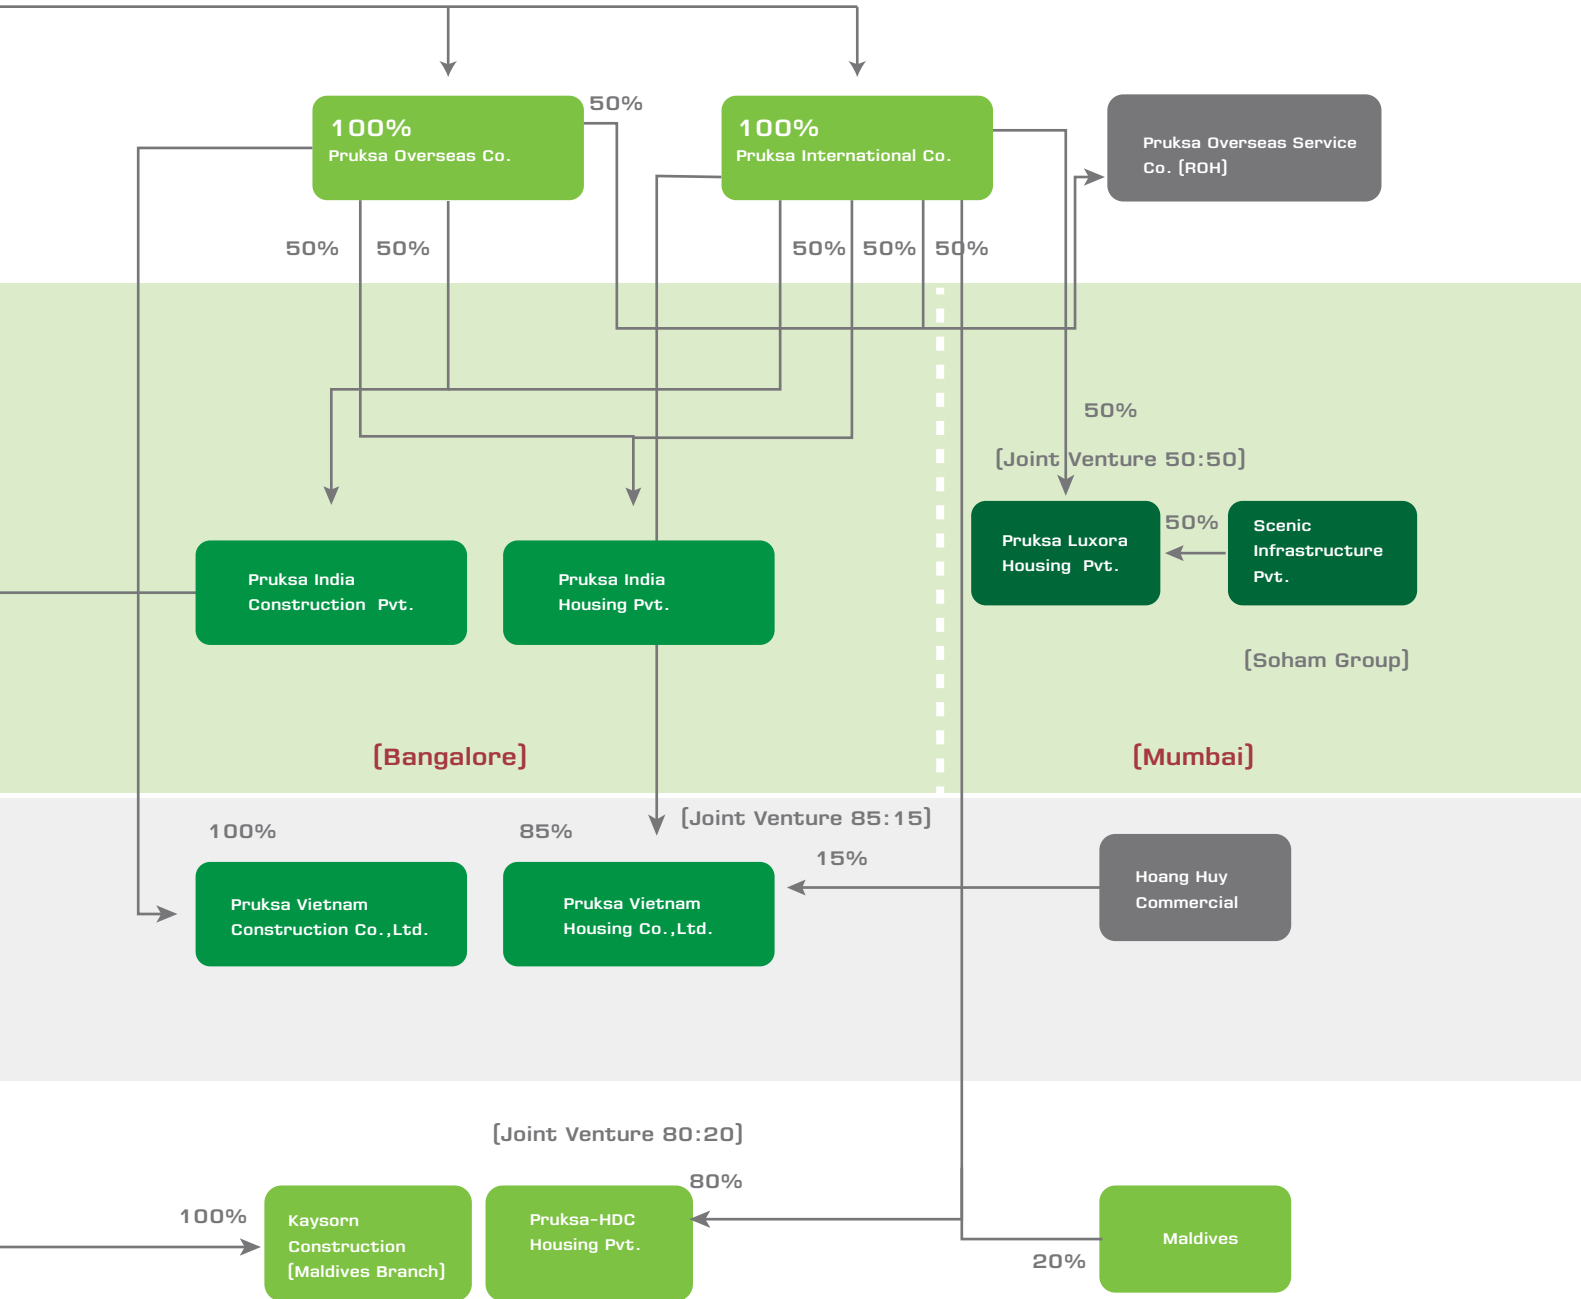 50%
100%
Pruksa Overseas Co.
100%
Pruksa International Co.
Pruksa Overseas Service
Co. (ROH)
50%
50%
50%
50%
50%
50%
(Joint Venture 50:50)
Pruksa Luxora
Housing Pvt.
50%
Scenic
Infrastructure
Pvt.
Pruksa India
Construction Pvt.
Pruksa India
Housing Pvt.
(Soham Group)
(Bangalore)
(Mumbai)
100%
85%
(Joint Venture 85:15)
15%
Pruksa Vietnam
Construction Co.,Ltd.
Pruksa Vietnam
Housing Co.,Ltd.
Hoang Huy
Commercial
(Joint Venture 80:20)
80%
100%
Kaysorn
Construction
(Maldives Branch)
Pruksa-HDC
Housing Pvt.
20%
Maldives